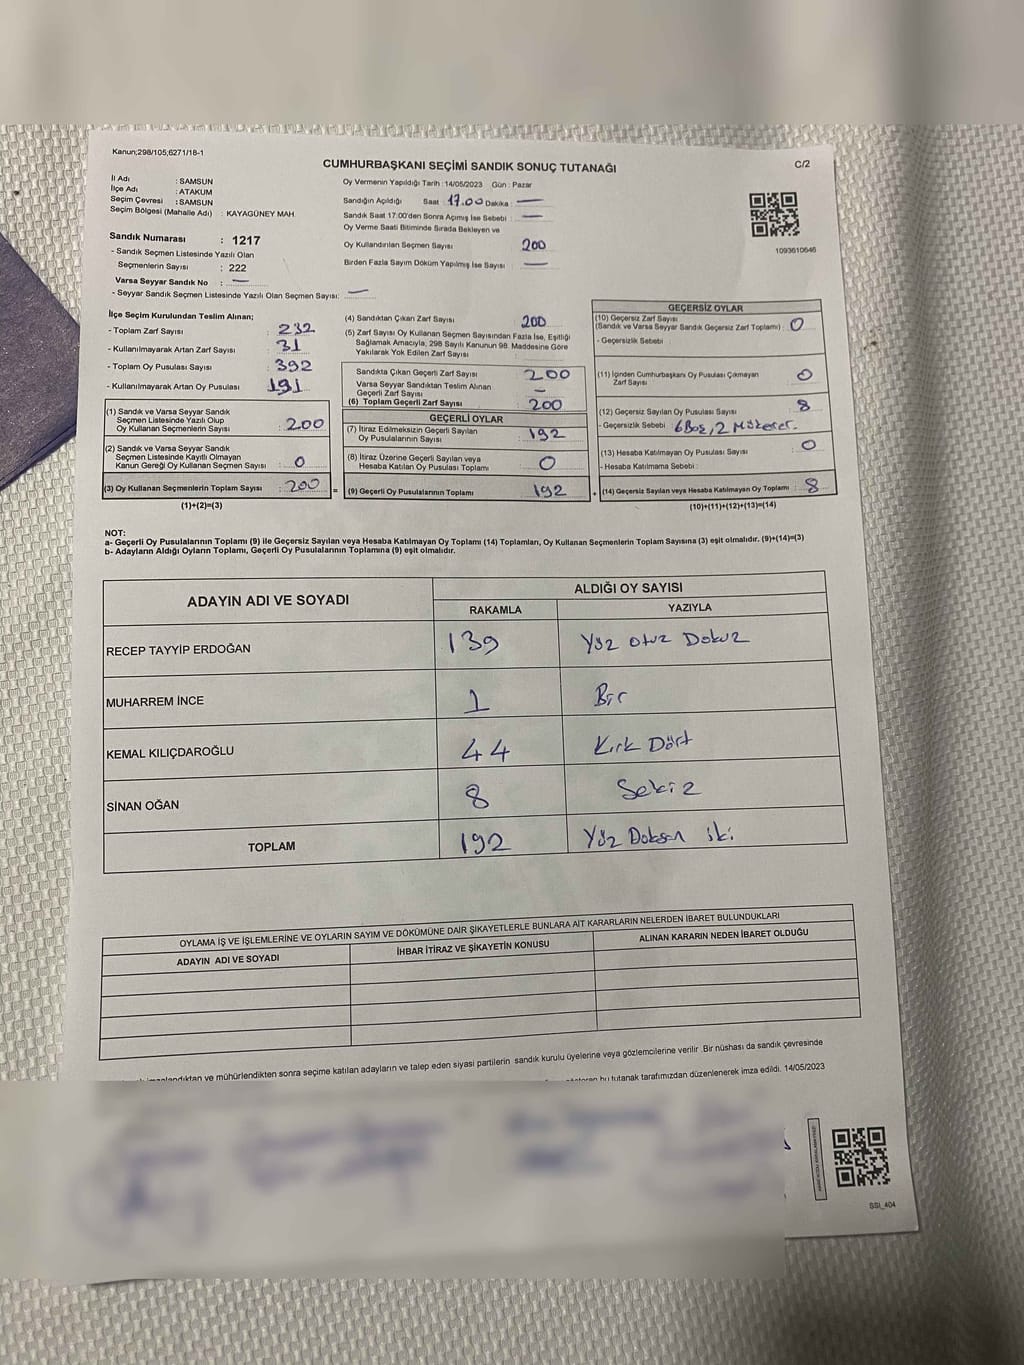 Kanun;298/105,6271/18-1
CUMHURBAŞKANI SEÇİMİ SANDIK SONUÇ TUTANAĞI
C/2
İl Adı : SAMSUN
İlçe Adı : ATAKUM
Seçim Çevresi : SAMSUN
Seçim Bölgesi (Mahalle Adı) : KAYAGÜNEY MAH.
Sandık Numarası : 1217
- Sandık Seçmen Listesinde Yazılı Olan
Seçmenlerin Sayısı : 222
Varsa Seyyar Sandık No : —
- Seyyar Sandık Seçmen Listesinde Yazılı Olan Seçmen Sayısı: —
Oy Vermenin Yapıldığı Tarih :14/05/2023 Gün : Pazar
Sandığın Açıldığı Saat : 17.00 Dakika : —
Sandık Saat 17:00'den Sonra Açımış İse Sebebi : —
Oy Verme Saati Bitiminde Sırada Bekleyen ve
Oy Kullandırılan Seçmen Sayısı : 200
Birden Fazla Sayım Döküm Yapılmış İse Sayısı : —
1093610646
İlçe Seçim Kurulundan Teslim Alınan;
- Toplam Zarf Sayısı : 232
- Kullanılmayarak Artan Zarf Sayısı : 31
- Toplam Oy Pusulası Sayısı : 392
- Kullanılmayarak Artan Oy Pusulası : 191
(1) Sandık ve Varsa Seyyar Sandık
Seçmen Listesinde Yazılı Olup
Oy Kullanan Seçmenlerin Sayısı : 200
(2) Sandık ve Varsa Seyyar Sandık
Seçmen Listesinde Kayıtlı Olmayan
Kanun Gereği Oy Kullanan Seçmen Sayısı : 0
(3) Oy Kullanan Seçmenlerin Toplam Sayısı : 200 =
(1)+(2)=(3)
(4) Sandıktan Çıkan Zarf Sayısı : 200
(5) Zarf Sayısı Oy Kullanan Seçmen Sayısından Fazla İse, Eşitliği
Sağlamak Amacıyla, 298 Sayılı Kanunun 98. Maddesine Göre
Yakılarak Yok Edilen Zarf Sayısı :
Sandıkta Çıkan Geçerli Zarf Sayısı : 200
Varsa Seyyar Sandıktan Teslim Alınan
Geçerli Zarf Sayısı : —
(6) Toplam Geçerli Zarf Sayısı : 200
GEÇERLİ OYLAR
(7) İtiraz Edilmeksizin Geçerli Sayılan
Oy Pusulalarının Sayısı : 192
(8) İtiraz Üzerine Geçerli Sayılan veya
Hesaba Katılan Oy Pusulası Toplamı : 0
(9) Geçerli Oy Pusulalarının Toplamı : 192 +
GEÇERSİZ OYLAR
(10) Geçersiz Zarf Sayısı
(Sandık ve Varsa Seyyar Sandık Geçersiz Zarf Toplamı) : 0
- Geçersizlik Sebebi :
(11) İçinden Cumhurbaşkanı Oy Pusulası Çıkmayan
Zarf Sayısı : 0
(12) Geçersiz Sayılan Oy Pusulası Sayısı : 8
- Geçersizlik Sebebi : 6 Boş, 2 Mükerrer.
(13) Hesaba Katılmayan Oy Pusulası Sayısı : 0
- Hesaba Katılmama Sebebi :
(14) Geçersiz Sayılan veya Hesaba Katılmayan Oy Toplamı : 8
(10)+(11)+(12)+(13)=(14)
NOT:
a- Geçerli Oy Pusulalarının Toplamı (9) ile Geçersiz Sayılan veya Hesaba Katılmayan Oy Toplamı (14) Toplamları, Oy Kullanan Seçmenlerin Toplam Sayısına (3) eşit olmalıdır. (9)+(14)=(3)
b- Adayların Aldığı Oyların Toplamı, Geçerli Oy Pusulalarının Toplamına (9) eşit olmalıdır.
ADAYIN ADI VE SOYADI
ALDIĞI OY SAYISI
RAKAMLA YAZIYLA
RECEP TAYYİP ERDOĞAN 139 Yüz otuz Dokuz
MUHARREM İNCE 1 Bir
KEMAL KILIÇDAROĞLU 44 Kırk Dört
SİNAN OĞAN 8 Sekiz
TOPLAM 192 Yüz Doksan iki
OYLAMA İŞ VE İŞLEMLERİNE VE OYLARIN SAYIM VE DÖKÜMÜNE DAİR ŞİKAYETLERLE BUNLARA AİT KARARLARIN NELERDEN İBARET BULUNDUKLARI
ADAYIN ADI VE SOYADI İHBAR İTİRAZ VE ŞİKAYETİN KONUSU ALINAN KARARIN NEDEN İBARET OLDUĞU
ve mühürlendikten sonra seçime katılan adayların ve talep eden siyasi partilerin sandık kurulu üyelerine veya gözlemcilerine verilir .Bir nüshası da sandık çevresinde
bu tutanak tarafımızdan düzenlenerek imza edildi. 14/05/2023
SSI_404